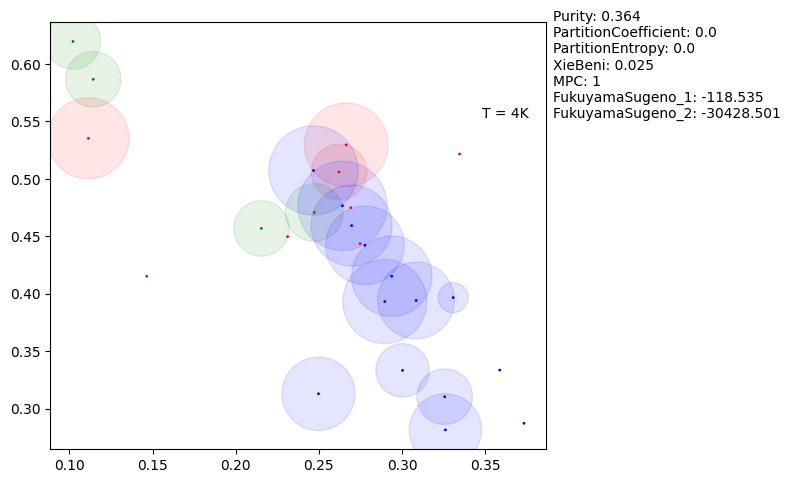 Purity: 0.364
PartitionCoefficient: 0.0
PartitionEntropy: 0.0
XieBeni: 0.025
MPC: 1
FukuyamaSugeno_1: -118.535
FukuyamaSugeno_2: -30428.501
T = 4K
0.60
0.55
0.50
0.45
0.40
0.35
0.30
0.10
0.15
0.20
0.25
0.30
0.35